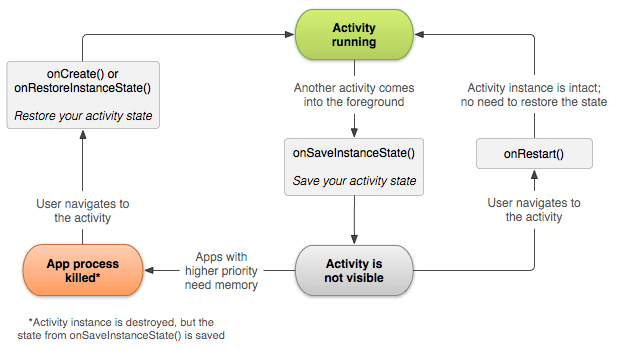 Activity
running
onCreate() or
onRestoreInstanceState()
Restore your activity state
Another activity comes
into the foreground
Activity instance is intact;
no need to restore the state
onSaveInstanceState()
Save your activity state
onRestart()
User navigates to
the activity
User navigates to
the activity
App process
killed*
Apps with
higher priority
need memory
Activity is
not visible
*Activity instance is destroyed, but the
state from onSaveInstanceState() is saved